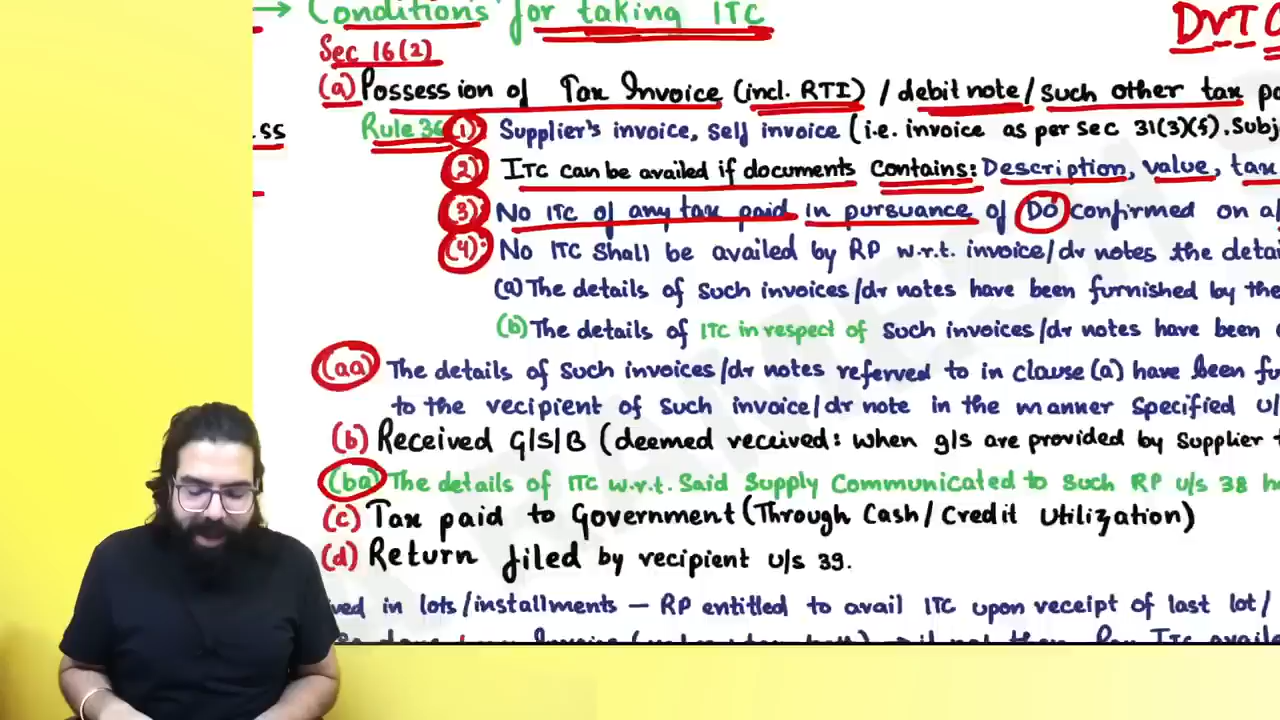 → Conditions for taking ITC
DVTO
Sec 16(2)
(a) Possession of Tax Invoice (incl. RTI) / debit note / such other tax
ss Rule 36 (1) Supplier's invoice, Self invoice (i.e. invoice as per sec 31(3)(f). Subj
(2) ITC can be availed if documents contains: Description, value, tax
(3) No ITC of any tax paid in pursuance of DO confirmed on a/
(4) No ITC Shall be availed by RP w.r.t. invoice/dr notes the detai
(a) The details of Such invoices/dr notes have been furnished by the
(b) The details of ITC in respect of Such invoices/dr notes have been
(aa) The details of Such invoices/dr notes referred to in clause (a) have been fu
to the recipient of Such invoice/dr note in the manner Specified u/
(b) Received G/S/B (deemed received: when g/s are provided by Supplier t
(ba) The details of ITC w.r.t. Said Supply Communicated to Such RP u/s 38 h
(c) Tax paid to Government (Through Cash/Credit Utilization)
(d) Return filed by recipient u/s 39.
ived in lots/installments — RP entitled to avail ITC upon receipt of last lot/